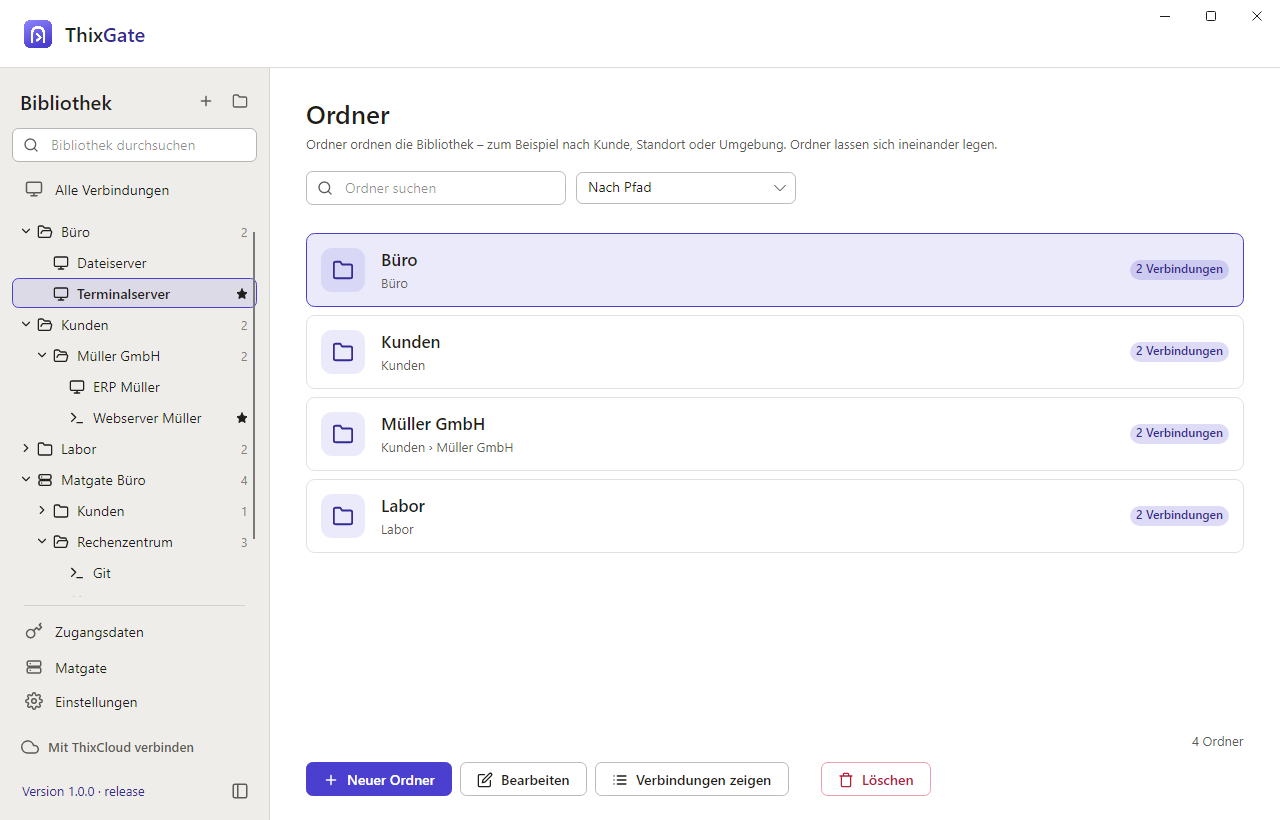 ThixGate
Bibliothek
Bibliothek durchsuchen
Alle Verbindungen
Büro 2
Dateiserver
Terminalserver
Kunden 2
Müller GmbH 2
ERP Müller
Webserver Müller
Labor 2
Matgate Büro 4
Kunden 1
Rechenzentrum 3
Git
Zugangsdaten
Matgate
Einstellungen
Mit ThixCloud verbinden
Version 1.0.0 · release
Ordner
Ordner ordnen die Bibliothek – zum Beispiel nach Kunde, Standort oder Umgebung. Ordner lassen sich ineinander legen.
Ordner suchen
Nach Pfad
Büro
Büro
2 Verbindungen
Kunden
Kunden
2 Verbindungen
Müller GmbH
Kunden › Müller GmbH
2 Verbindungen
Labor
Labor
2 Verbindungen
4 Ordner
Neuer Ordner
Bearbeiten
Verbindungen zeigen
Löschen